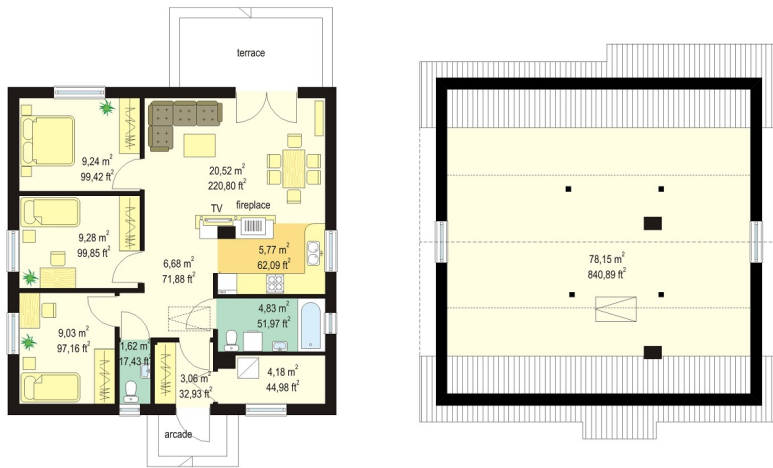 terrace
9,24 m²
99,42 ft²
20,52 m²
220,80 ft²
TV
fireplace
9,28 m²
99,85 ft²
6,68 m²
71,88 ft²
5,77 m²
62,09 ft²
78,15 m²
840,89 ft²
9,03 m²
97,16 ft²
1,62 m²
17,43 ft²
4,83 m²
51,97 ft²
3,06 m²
32,93 ft²
4,18 m²
44,98 ft²
arcade